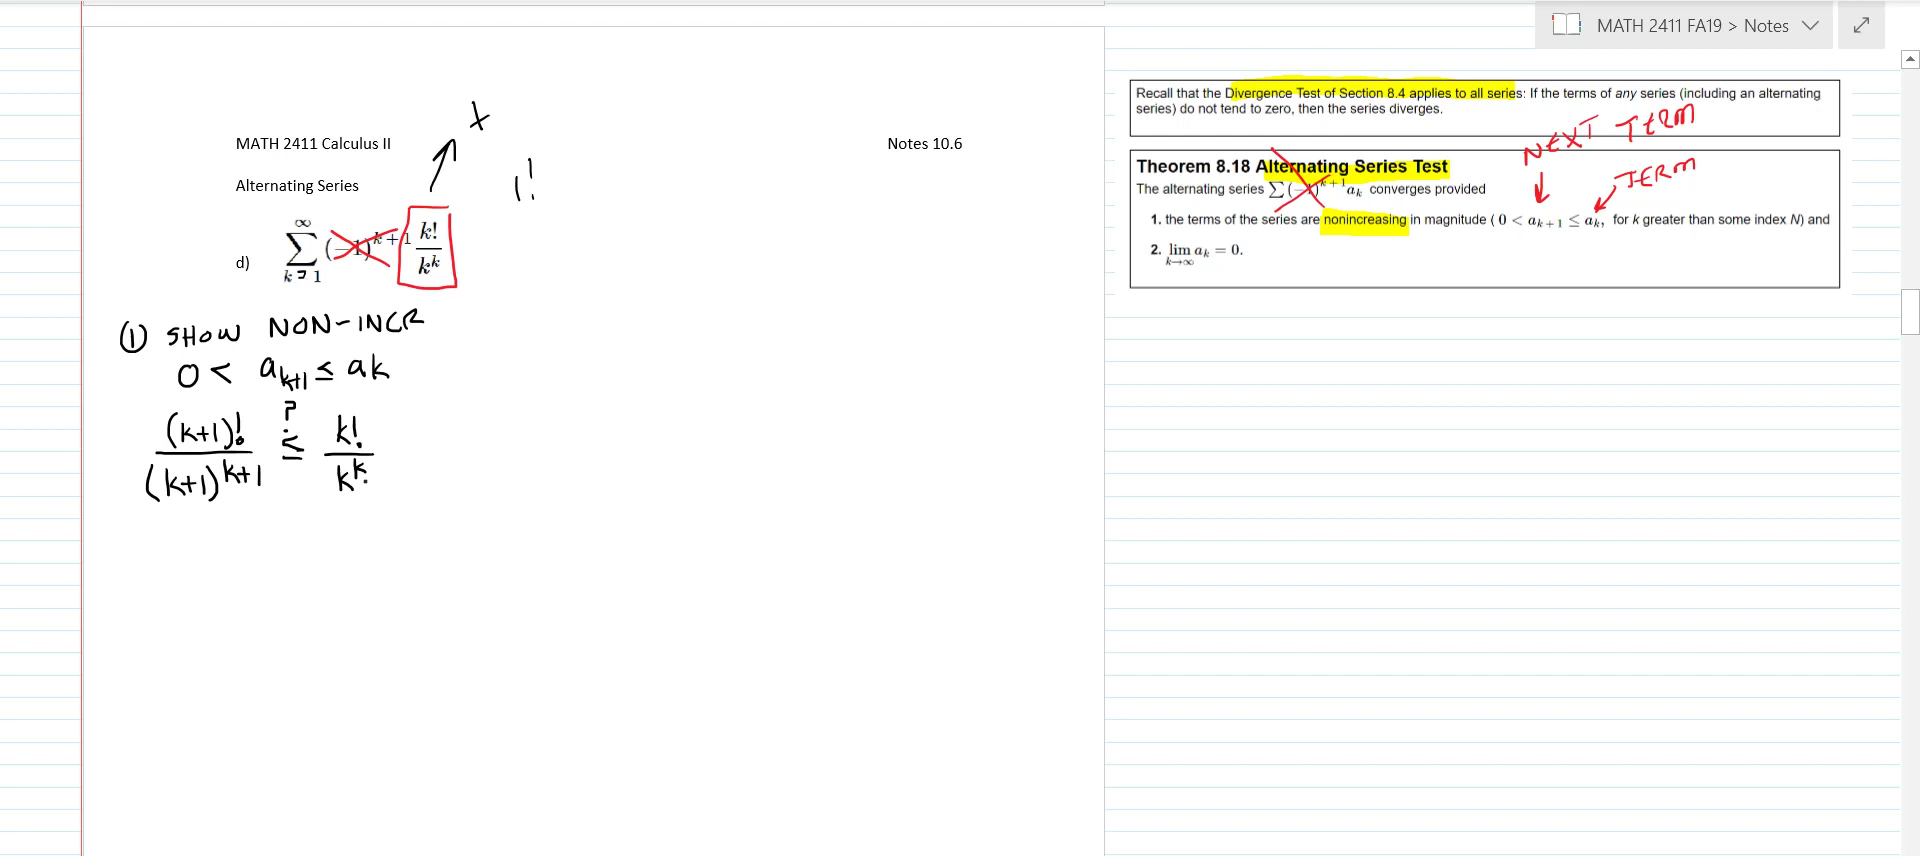 MATH 2411 FA19 > Notes
MATH 2411 Calculus II
Notes 10.6
Alternating Series
+
1!
d) ∞ ∑ k = 1 (−1)^{k+1} k!/k^k
① SHOW NON-INCR
0 < a_{k+1} ≤ a_k
(k+1)!/(k+1)^{k+1} ≤? k!/k^k
Recall that the Divergence Test of Section 8.4 applies to all series: If the terms of any series (including an alternating
series) do not tend to zero, then the series diverges.
NEXT TERM
TERM
Theorem 8.18 Alternating Series Test
The alternating series ∑(−1)^{k+1} a_k converges provided
1. the terms of the series are nonincreasing in magnitude ( 0 < a_{k+1} ≤ a_k, for k greater than some index N) and
2. lim_{k→∞} a_k = 0.